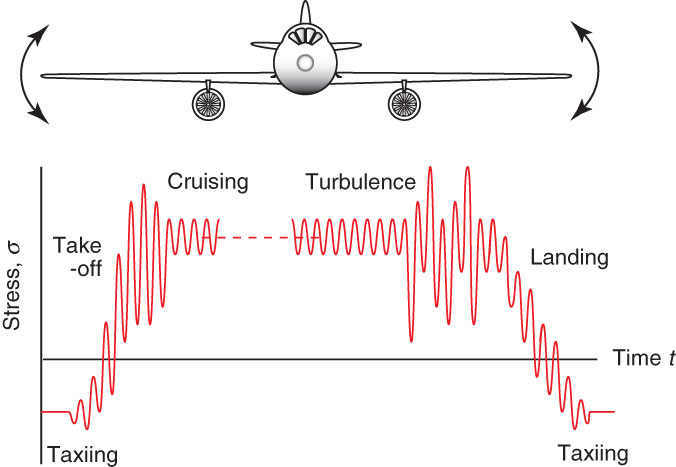 Cruising
Turbulence
Take
-off
Landing
Stress, σ
Time t
Taxiing
Taxiing